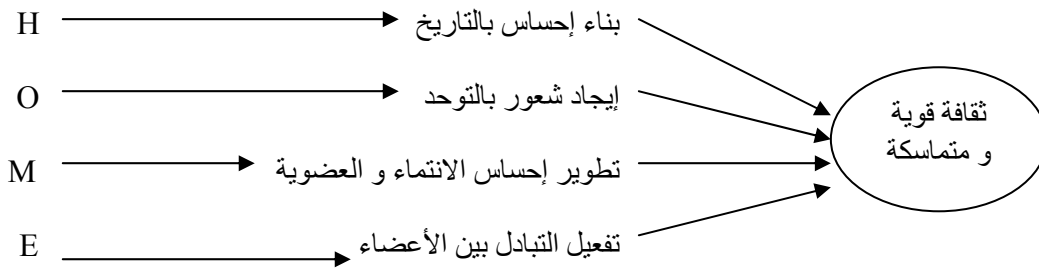 H
بناء إحساس بالتاريخ
O
إيجاد شعور بالتوحد
M
تطوير إحساس الانتماء و العضوية
E
تفعيل التبادل بين الأعضاء
ثقافة قوية
و متماسكة